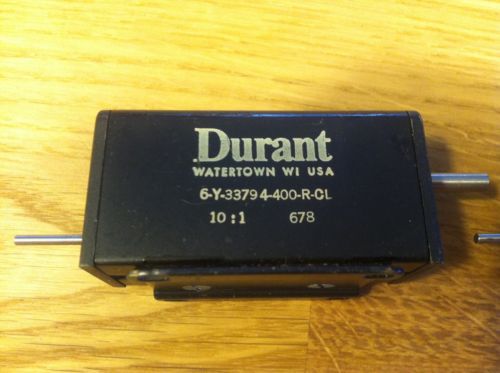 Durant
WATERTOWN WI USA
6-Y-33794-400-R-CL
10:1 678